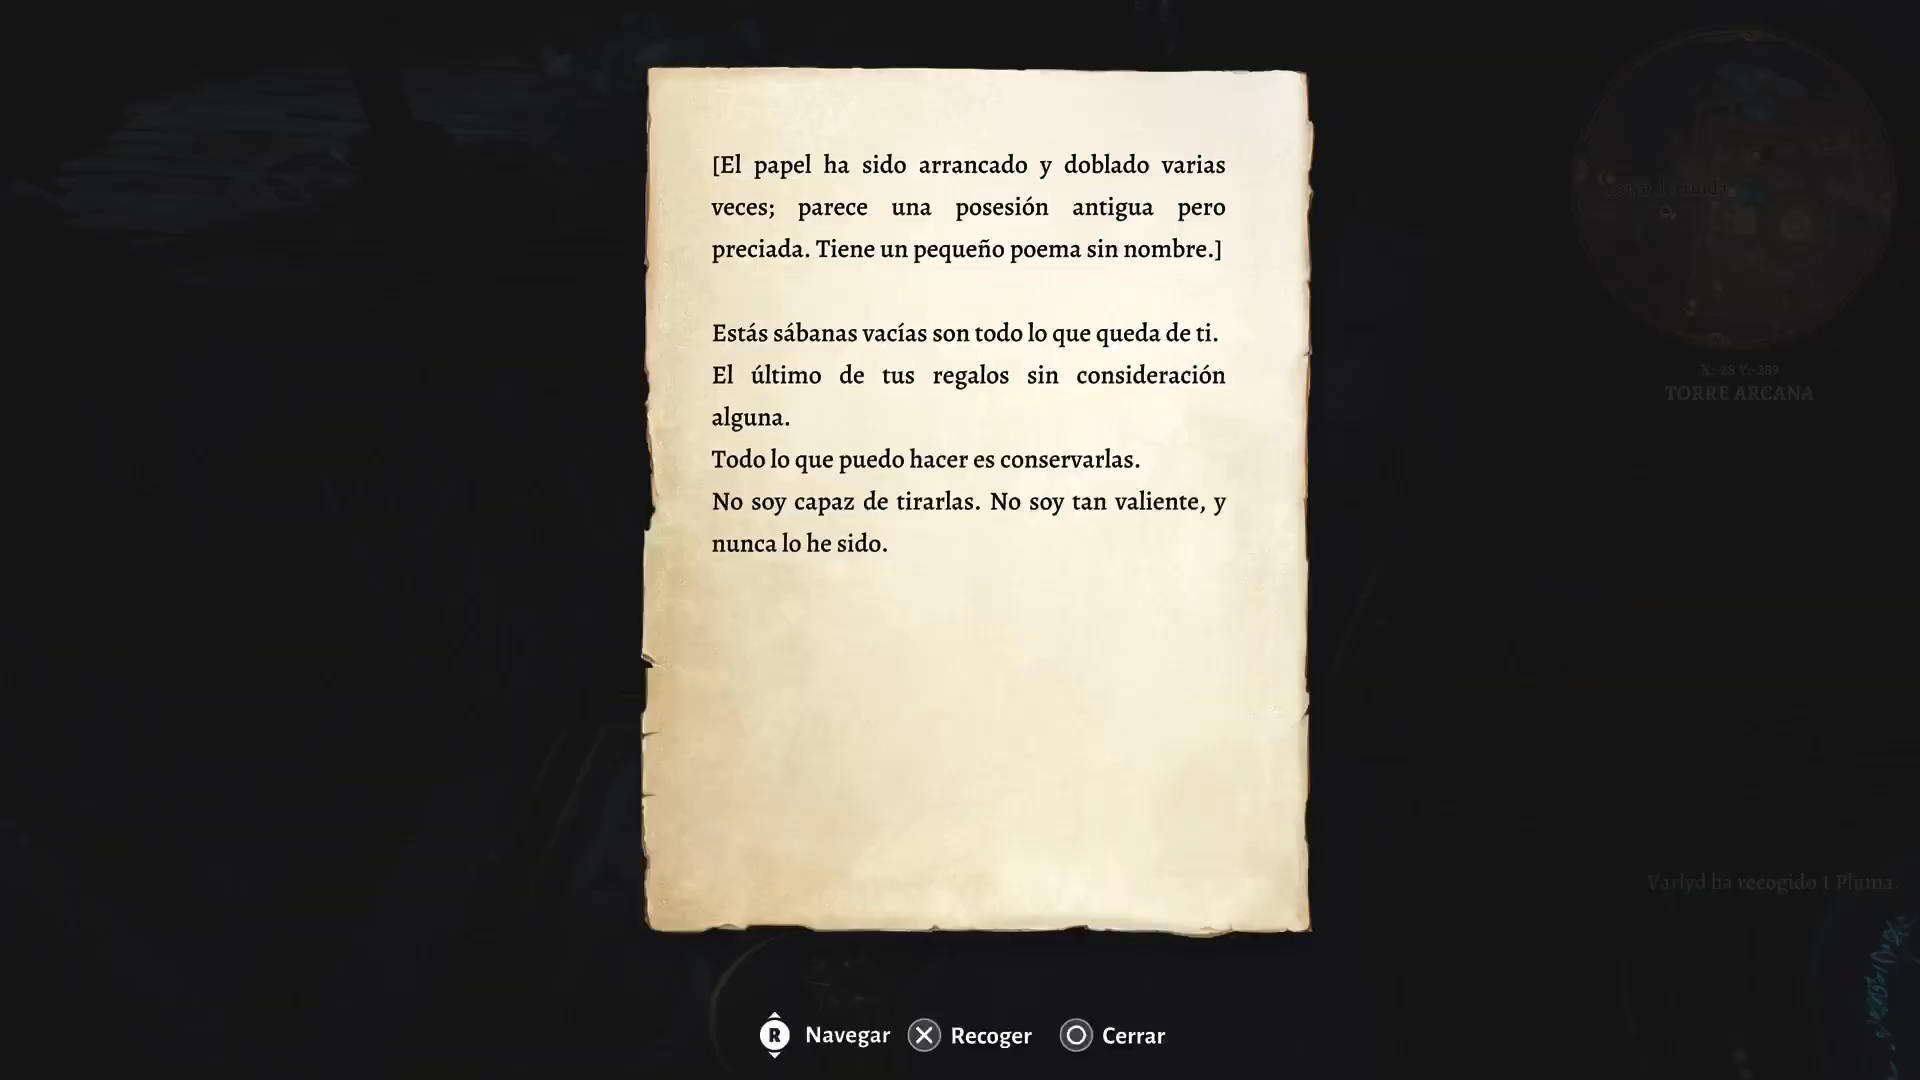 [El papel ha sido arrancado y doblado varias
veces; parece una posesión antigua pero
preciada. Tiene un pequeño poema sin nombre.]
Estás sábanas vacías son todo lo que queda de ti.
El último de tus regalos sin consideración
alguna.
Todo lo que puedo hacer es conservarlas.
No soy capaz de tirarlas. No soy tan valiente, y
nunca lo he sido.
X:-28 Y:-289
TORRE ARCANA
Varlyd ha recogido 1 Pluma.
R Navegar Recoger Cerrar